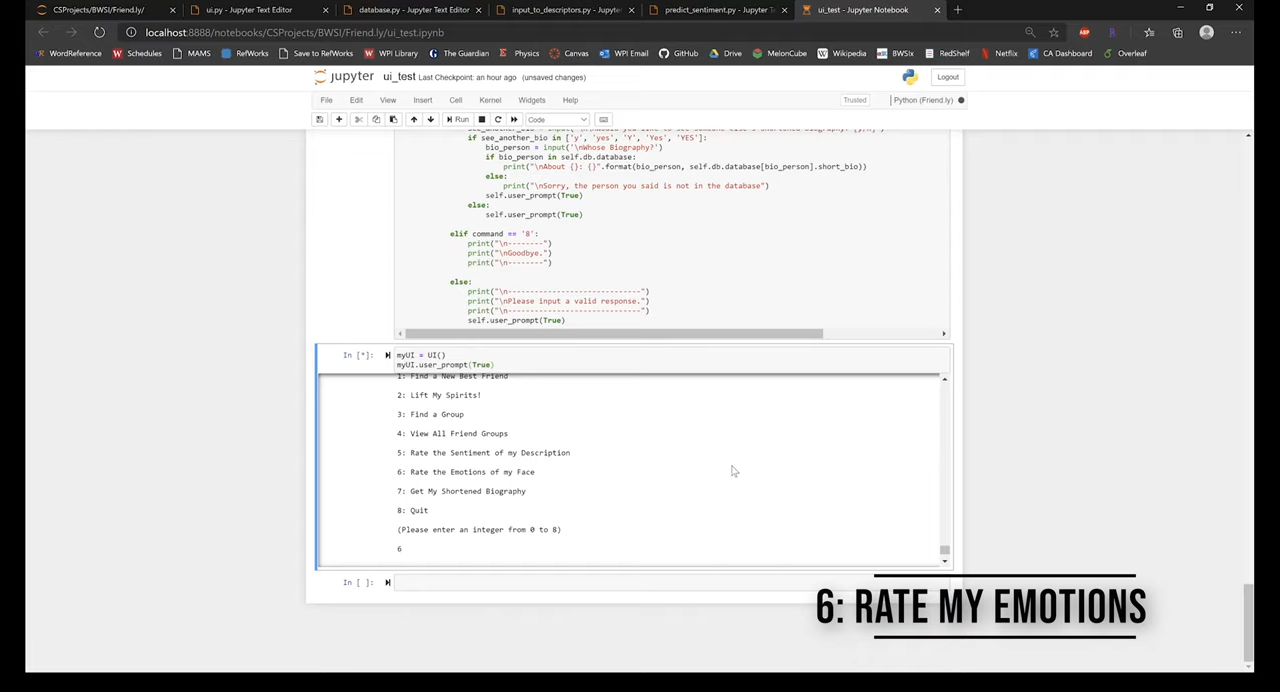 CSProjects/BWSI/Friend.ly/
ui.py - Jupyter Text Editor
database.py - Jupyter Text Editor
input_to_descriptors.py - Jupyter
predict_sentiment.py - Jupyter T
ui_test - Jupyter Notebook
localhost:8888/notebooks/CSProjects/BWSI/Friend.ly/ui_test.ipynb
WordReference
Schedules
MAMS
RefWorks
Save to RefWorks
WPI Library
The Guardian
Physics
Canvas
WPI Email
GitHub
Drive
MelonCube
Wikipedia
BWSIx
RedShelf
Netflix
CA Dashboard
Overleaf
jupyter ui_test Last Checkpoint: an hour ago (unsaved changes)
Logout
File Edit View Insert Cell Kernel Widgets Help
Trusted
Python (Friend.ly)
Run
Code
if see_another_bio in ['y', 'yes', 'Y', 'Yes', 'YES']:
bio_person = input('\nWhose Biography?')
if bio_person in self.db.database:
print("\nAbout {}: {}".format(bio_person, self.db.database[bio_person].short_bio))
else:
print("\nSorry, the person you said is not in the database")
self.user_prompt(True)
else:
self.user_prompt(True)
elif command == '8':
print("\n--------")
print("\nGoodbye.")
print("\n--------")
else:
print("\n-----------------------------")
print("\nPlease input a valid response.")
print("\n-----------------------------")
self.user_prompt(True)
In [*]:
myUI = UI()
myUI.user_prompt(True)
1: Find a New Best Friend
2: Lift My Spirits!
3: Find a Group
4: View All Friend Groups
5: Rate the Sentiment of my Description
6: Rate the Emotions of my Face
7: Get My Shortened Biography
8: Quit
(Please enter an integer from 0 to 8)
6
In [ ]:
6: RATE MY EMOTIONS